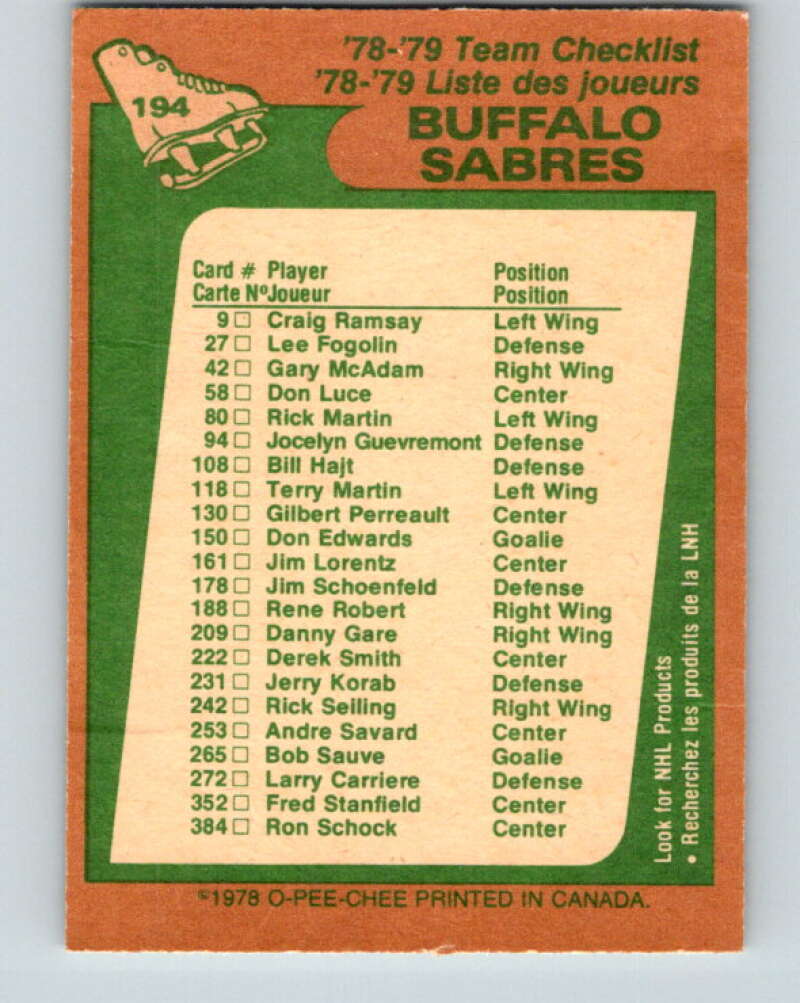 194
'78-'79 Team Checklist
'78-'79 Liste des joueurs
BUFFALO
SABRES
Card # Player Position
Carte Nº Joueur Position
9 □ Craig Ramsay Left Wing
27 □ Lee Fogolin Defense
42 □ Gary McAdam Right Wing
58 □ Don Luce Center
80 □ Rick Martin Left Wing
94 □ Jocelyn Guevremont Defense
108 □ Bill Hajt Defense
118 □ Terry Martin Left Wing
130 □ Gilbert Perreault Center
150 □ Don Edwards Goalie
161 □ Jim Lorentz Center
178 □ Jim Schoenfeld Defense
188 □ Rene Robert Right Wing
209 □ Danny Gare Right Wing
222 □ Derek Smith Center
231 □ Jerry Korab Defense
242 □ Rick Seiling Right Wing
253 □ Andre Savard Center
265 □ Bob Sauve Goalie
272 □ Larry Carriere Defense
352 □ Fred Stanfield Center
384 □ Ron Schock Center
Look for NHL Products
• Recherchez les produits de la LNH
©1978 O-PEE-CHEE PRINTED IN CANADA.